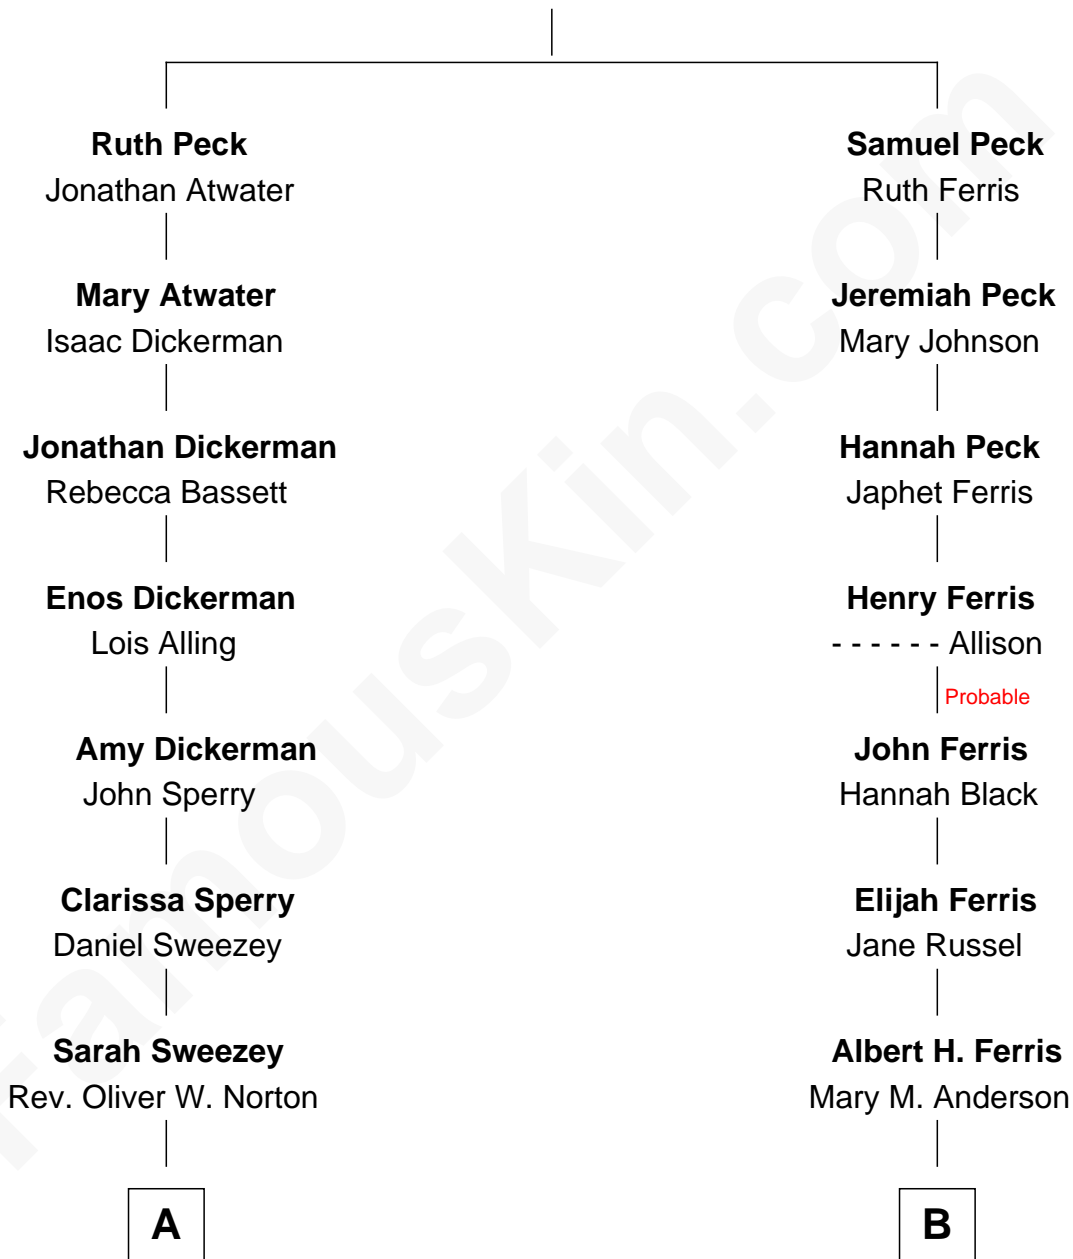 Ruth Peck
Jonathan Atwater
Mary Atwater
Isaac Dickerman
Jonathan Dickerman
Rebecca Bassett
Enos Dickerman
Lois Alling
Amy Dickerman
John Sperry
Clarissa Sperry
Daniel Sweezey
Sarah Sweezey
Rev. Oliver W. Norton
A
Samuel Peck
Ruth Ferris
Jeremiah Peck
Mary Johnson
Hannah Peck
Japhet Ferris
Henry Ferris
- - - - - - Allison
Probable
John Ferris
Hannah Black
Elijah Ferris
Jane Russel
Albert H. Ferris
Mary M. Anderson
B
FamousKin.com